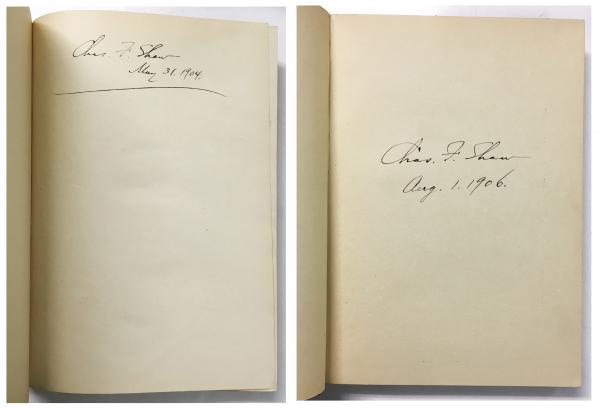 Chas. F. Shaw
May 31. 1904.
Chas. F. Shaw
Aug. 1. 1906.